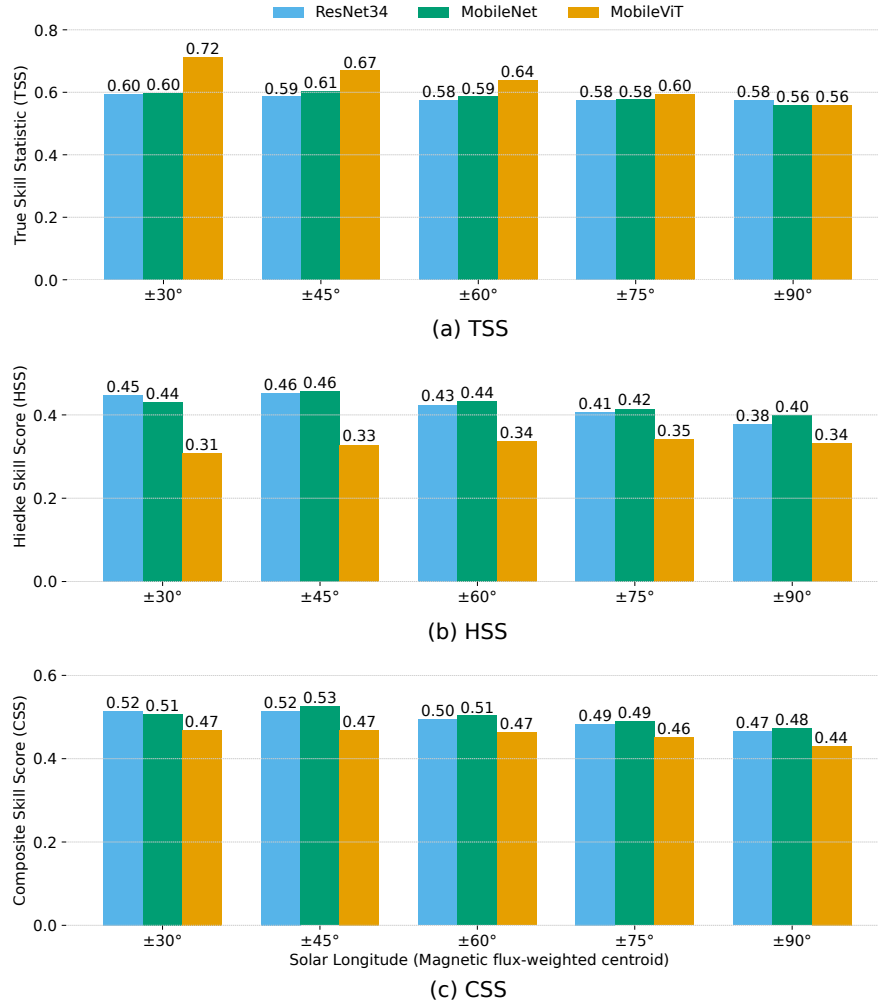 ResNet34 MobileNet MobileViT
True Skill Statistic (TSS)
0.8
0.6
0.4
0.2
0.0
0.60 0.60 0.72
0.59 0.61 0.67
0.58 0.59 0.64
0.58 0.58 0.60
0.58 0.56 0.56
±30° ±45° ±60° ±75° ±90°
(a) TSS
Hiedke Skill Score (HSS)
0.4
0.2
0.0
0.45 0.44 0.31
0.46 0.46 0.33
0.43 0.44 0.34
0.41 0.42 0.35
0.38 0.40 0.34
±30° ±45° ±60° ±75° ±90°
(b) HSS
Composite Skill Score (CSS)
0.6
0.4
0.2
0.0
0.52 0.51 0.47
0.52 0.53 0.47
0.50 0.51 0.47
0.49 0.49 0.46
0.47 0.48 0.44
±30° ±45° ±60° ±75° ±90°
Solar Longitude (Magnetic flux-weighted centroid)
(c) CSS